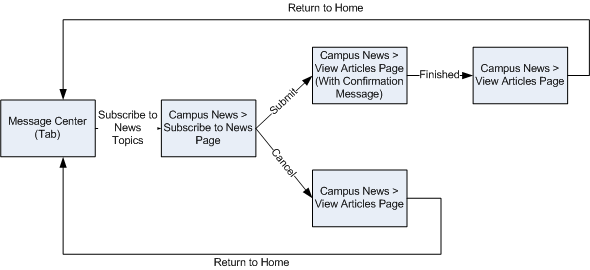 Return to Home
Campus News >
View Articles Page
(With Confirmation
Message)
Finished
Campus News >
View Articles Page
Submit
Message Center
(Tab)
Subscribe to
News
Topics
Campus News >
Subscribe to News
Page
Cancel
Campus News >
View Articles Page
Return to Home